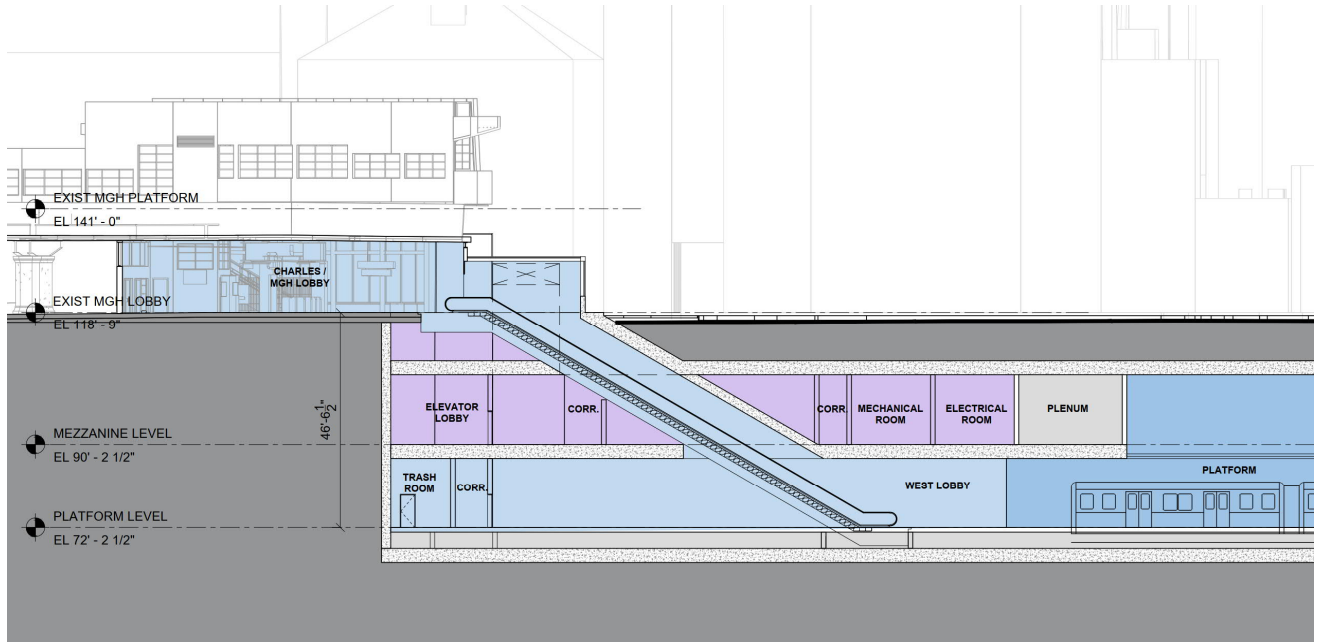 EXIST MGH PLATFORM
EL 141' - 0"
CHARLES /
MGH LOBBY
EXIST MGH LOBBY
EL 118' - 9"
46'-6 1/2"
ELEVATOR
LOBBY
CORR.
CORR.
MECHANICAL
ROOM
ELECTRICAL
ROOM
PLENUM
MEZZANINE LEVEL
EL 90' - 2 1/2"
TRASH
ROOM
CORR.
WEST LOBBY
PLATFORM
PLATFORM LEVEL
EL 72' - 2 1/2"